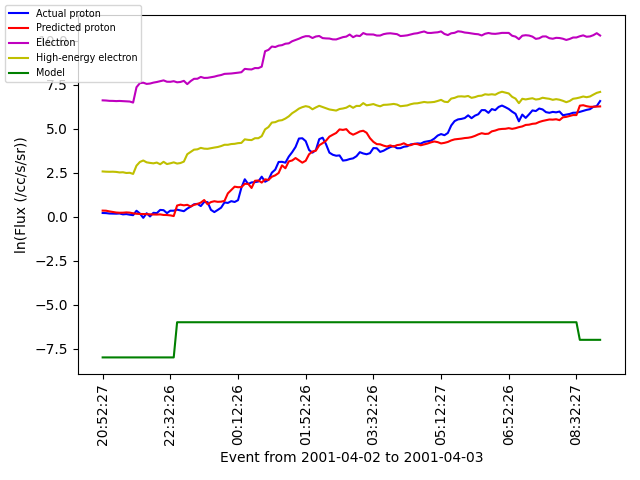 Actual proton
Predicted proton
Electron
High-energy electron
Model
10.0
7.5
5.0
2.5
0.0
−2.5
−5.0
−7.5
ln(Flux (/cc/s/sr))
20:52:27
22:32:26
00:12:26
01:52:26
03:32:26
05:12:27
06:52:26
08:32:27
Event from 2001-04-02 to 2001-04-03